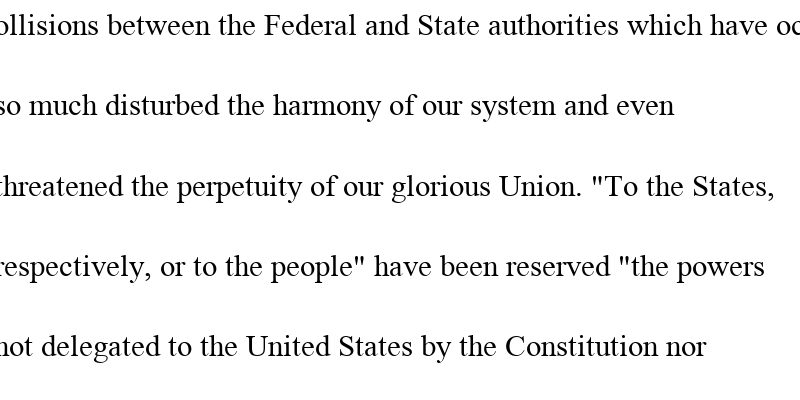 ollisions between the Federal and State authorities which have oc
so much disturbed the harmony of our system and even
threatened the perpetuity of our glorious Union. "To the States,
respectively, or to the people" have been reserved "the powers
not delegated to the United States by the Constitution nor